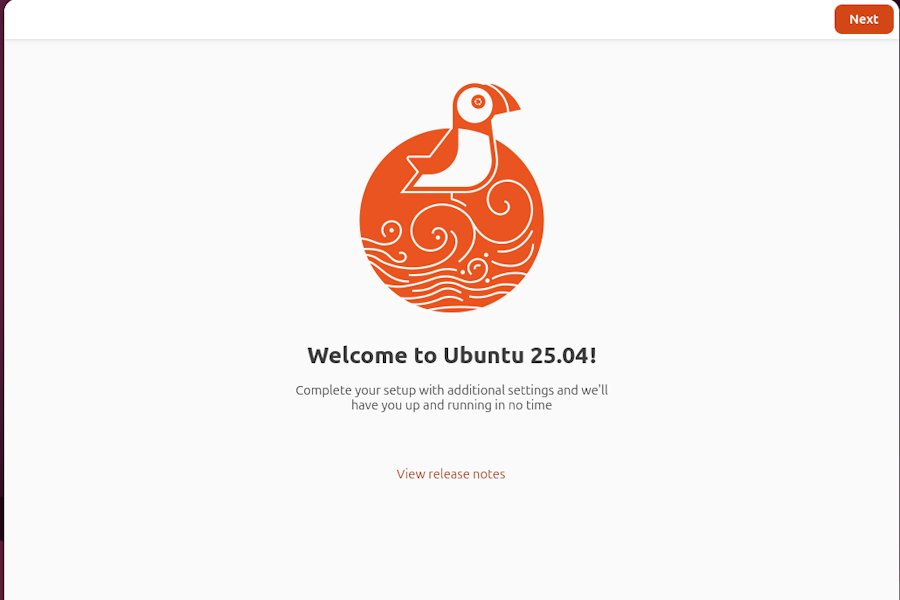 Next
Welcome to Ubuntu 25.04!
Complete your setup with additional settings and we'll
have you up and running in no time
View release notes